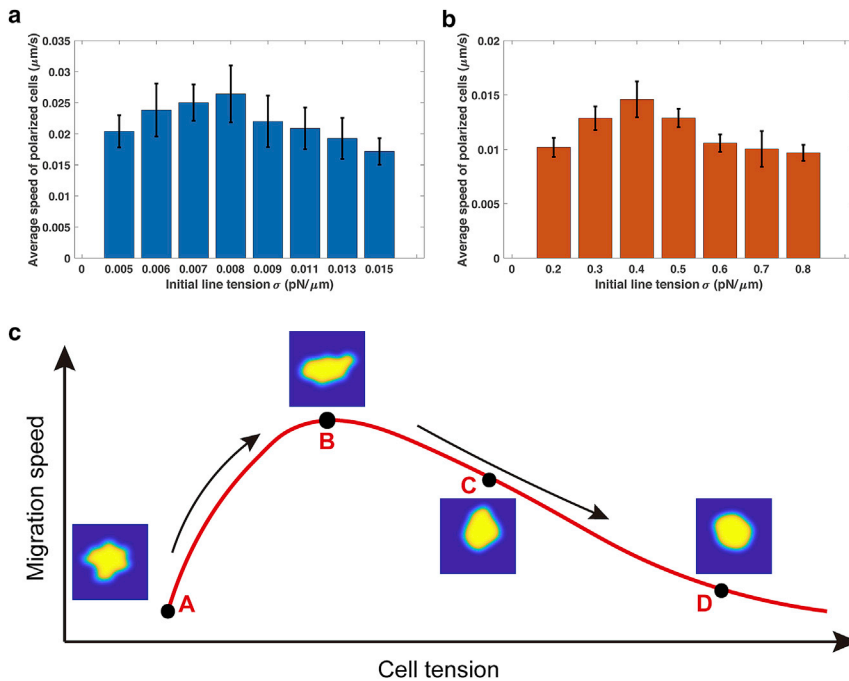 a
Average speed of polarized cells (μm/s)
0.035
0.03
0.025
0.02
0.015
0.01
0.005
0
0 0.005 0.006 0.007 0.008 0.009 0.011 0.013 0.015
Initial line tension σ (pN/μm)
b
Average speed of polarized cells (μm/s)
0.02
0.015
0.01
0.005
0
0 0.2 0.3 0.4 0.5 0.6 0.7 0.8
Initial line tension σ (pN/μm)
c
Migration speed
A
B
C
D
Cell tension